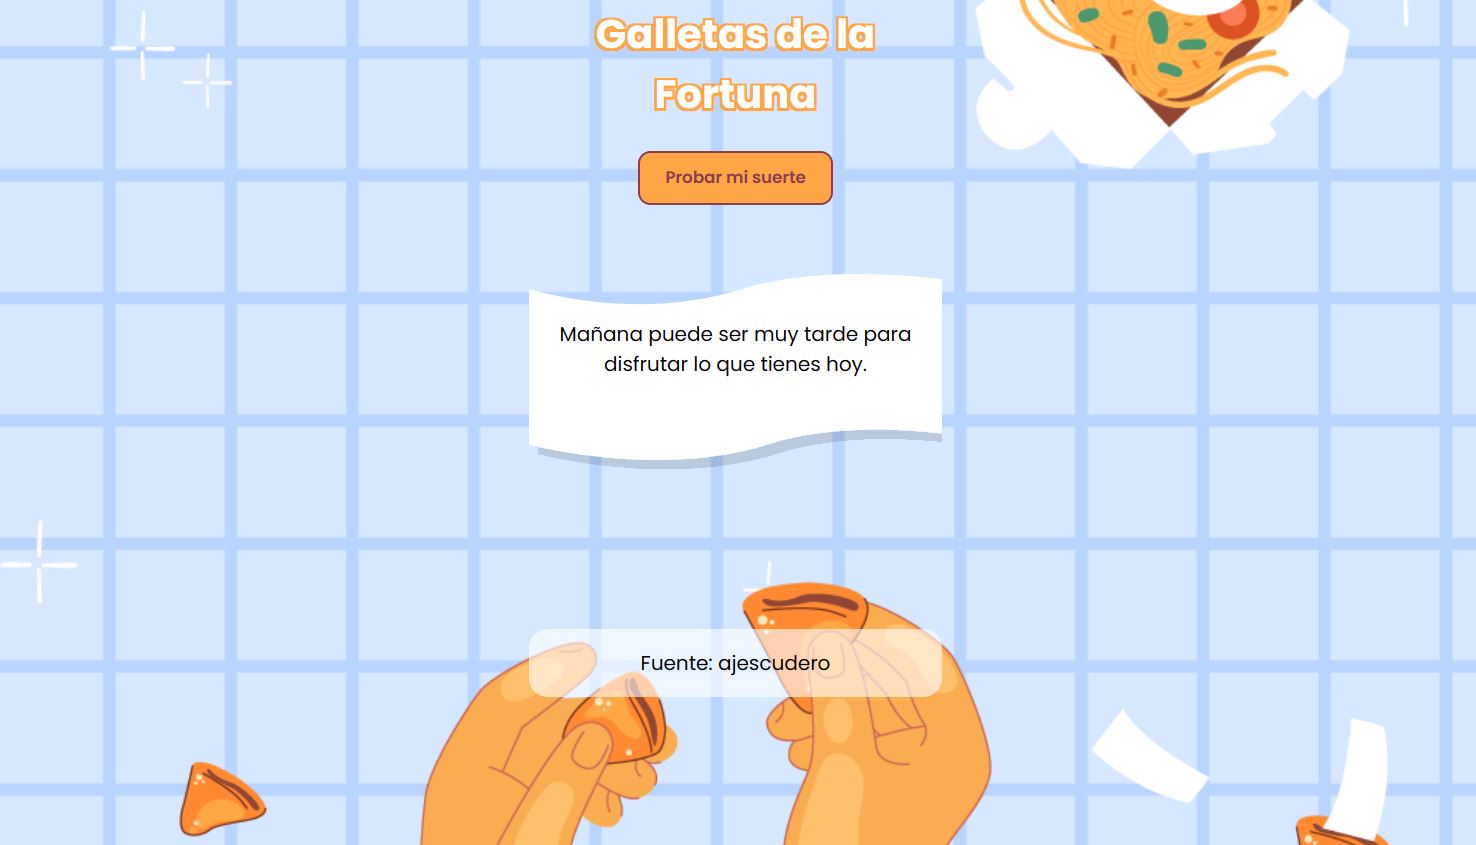 Galletas de la
Fortuna
Probar mi suerte
Mañana puede ser muy tarde para
disfrutar lo que tienes hoy.
Fuente: ajescudero